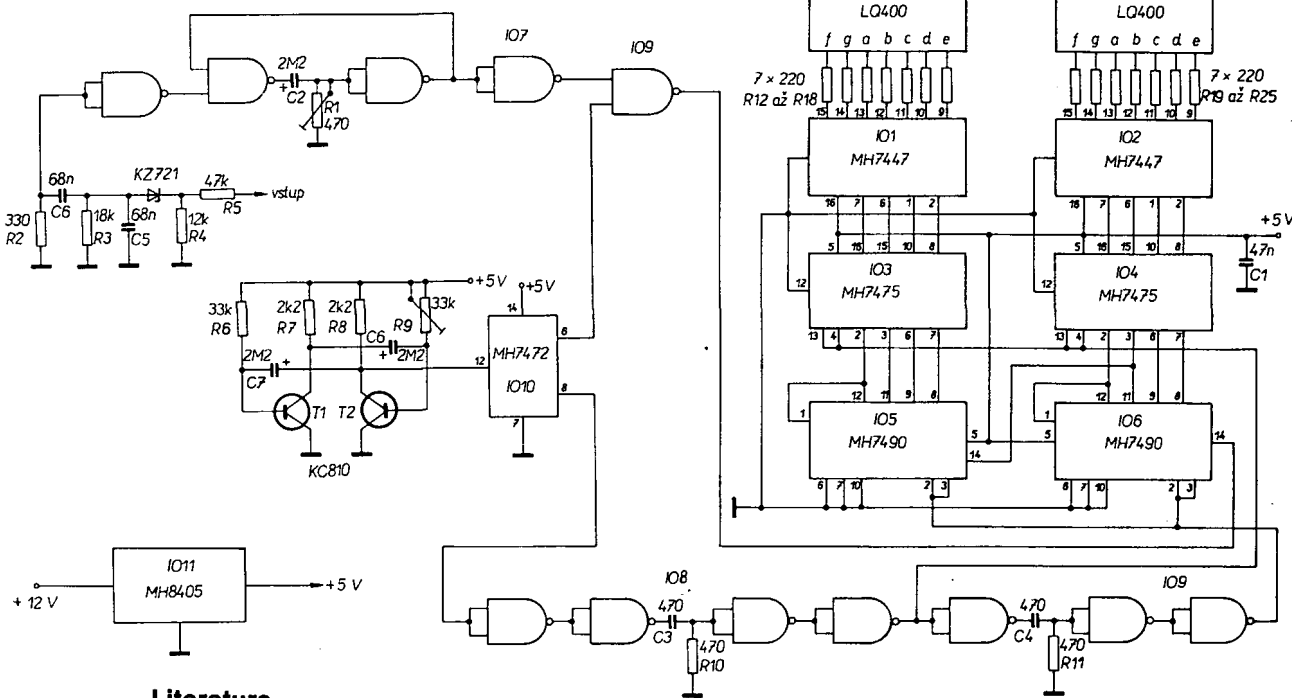 LQ400
LQ400
f g a b c d e
f g a b c d e
7 × 220
R12 až R18
7 × 220
R19 až R25
15 14 13 12 11 10 9
15 14 13 12 11 10 9
IO7
IO9
2M2
+
C2
R1
470
IO1
MH7447
IO2
MH7447
16 7 6 1 2
16 7 6 1 2
+5 V
47n
C1
68n
C6
KZ721
47k
R5
vstup
330
R2
18k
R3
68n
C5
12k
R4
5 16 15 10 8
5 16 15 10 8
12
IO3
MH7475
12
IO4
MH7475
13 4 2 3 6 7
13 4 2 3 6 7
+5 V
33k
R6
2k2
R7
2k2
R8
R9
33k
C6
+
2M2
2M2
+
C7
T1
T2
KC810
+5V
14
12
6
8
7
MH7472
IO10
12 11 9 8
12 11 9 8
1
IO5
MH7490
5
14
1
5
IO6
MH7490
14
6 7 10 2 3
6 7 10 2 3
+ 12 V
IO11
MH8405
+5 V
IO8
470
C3
470
R10
470
C4
470
R11
IO9
Literatura